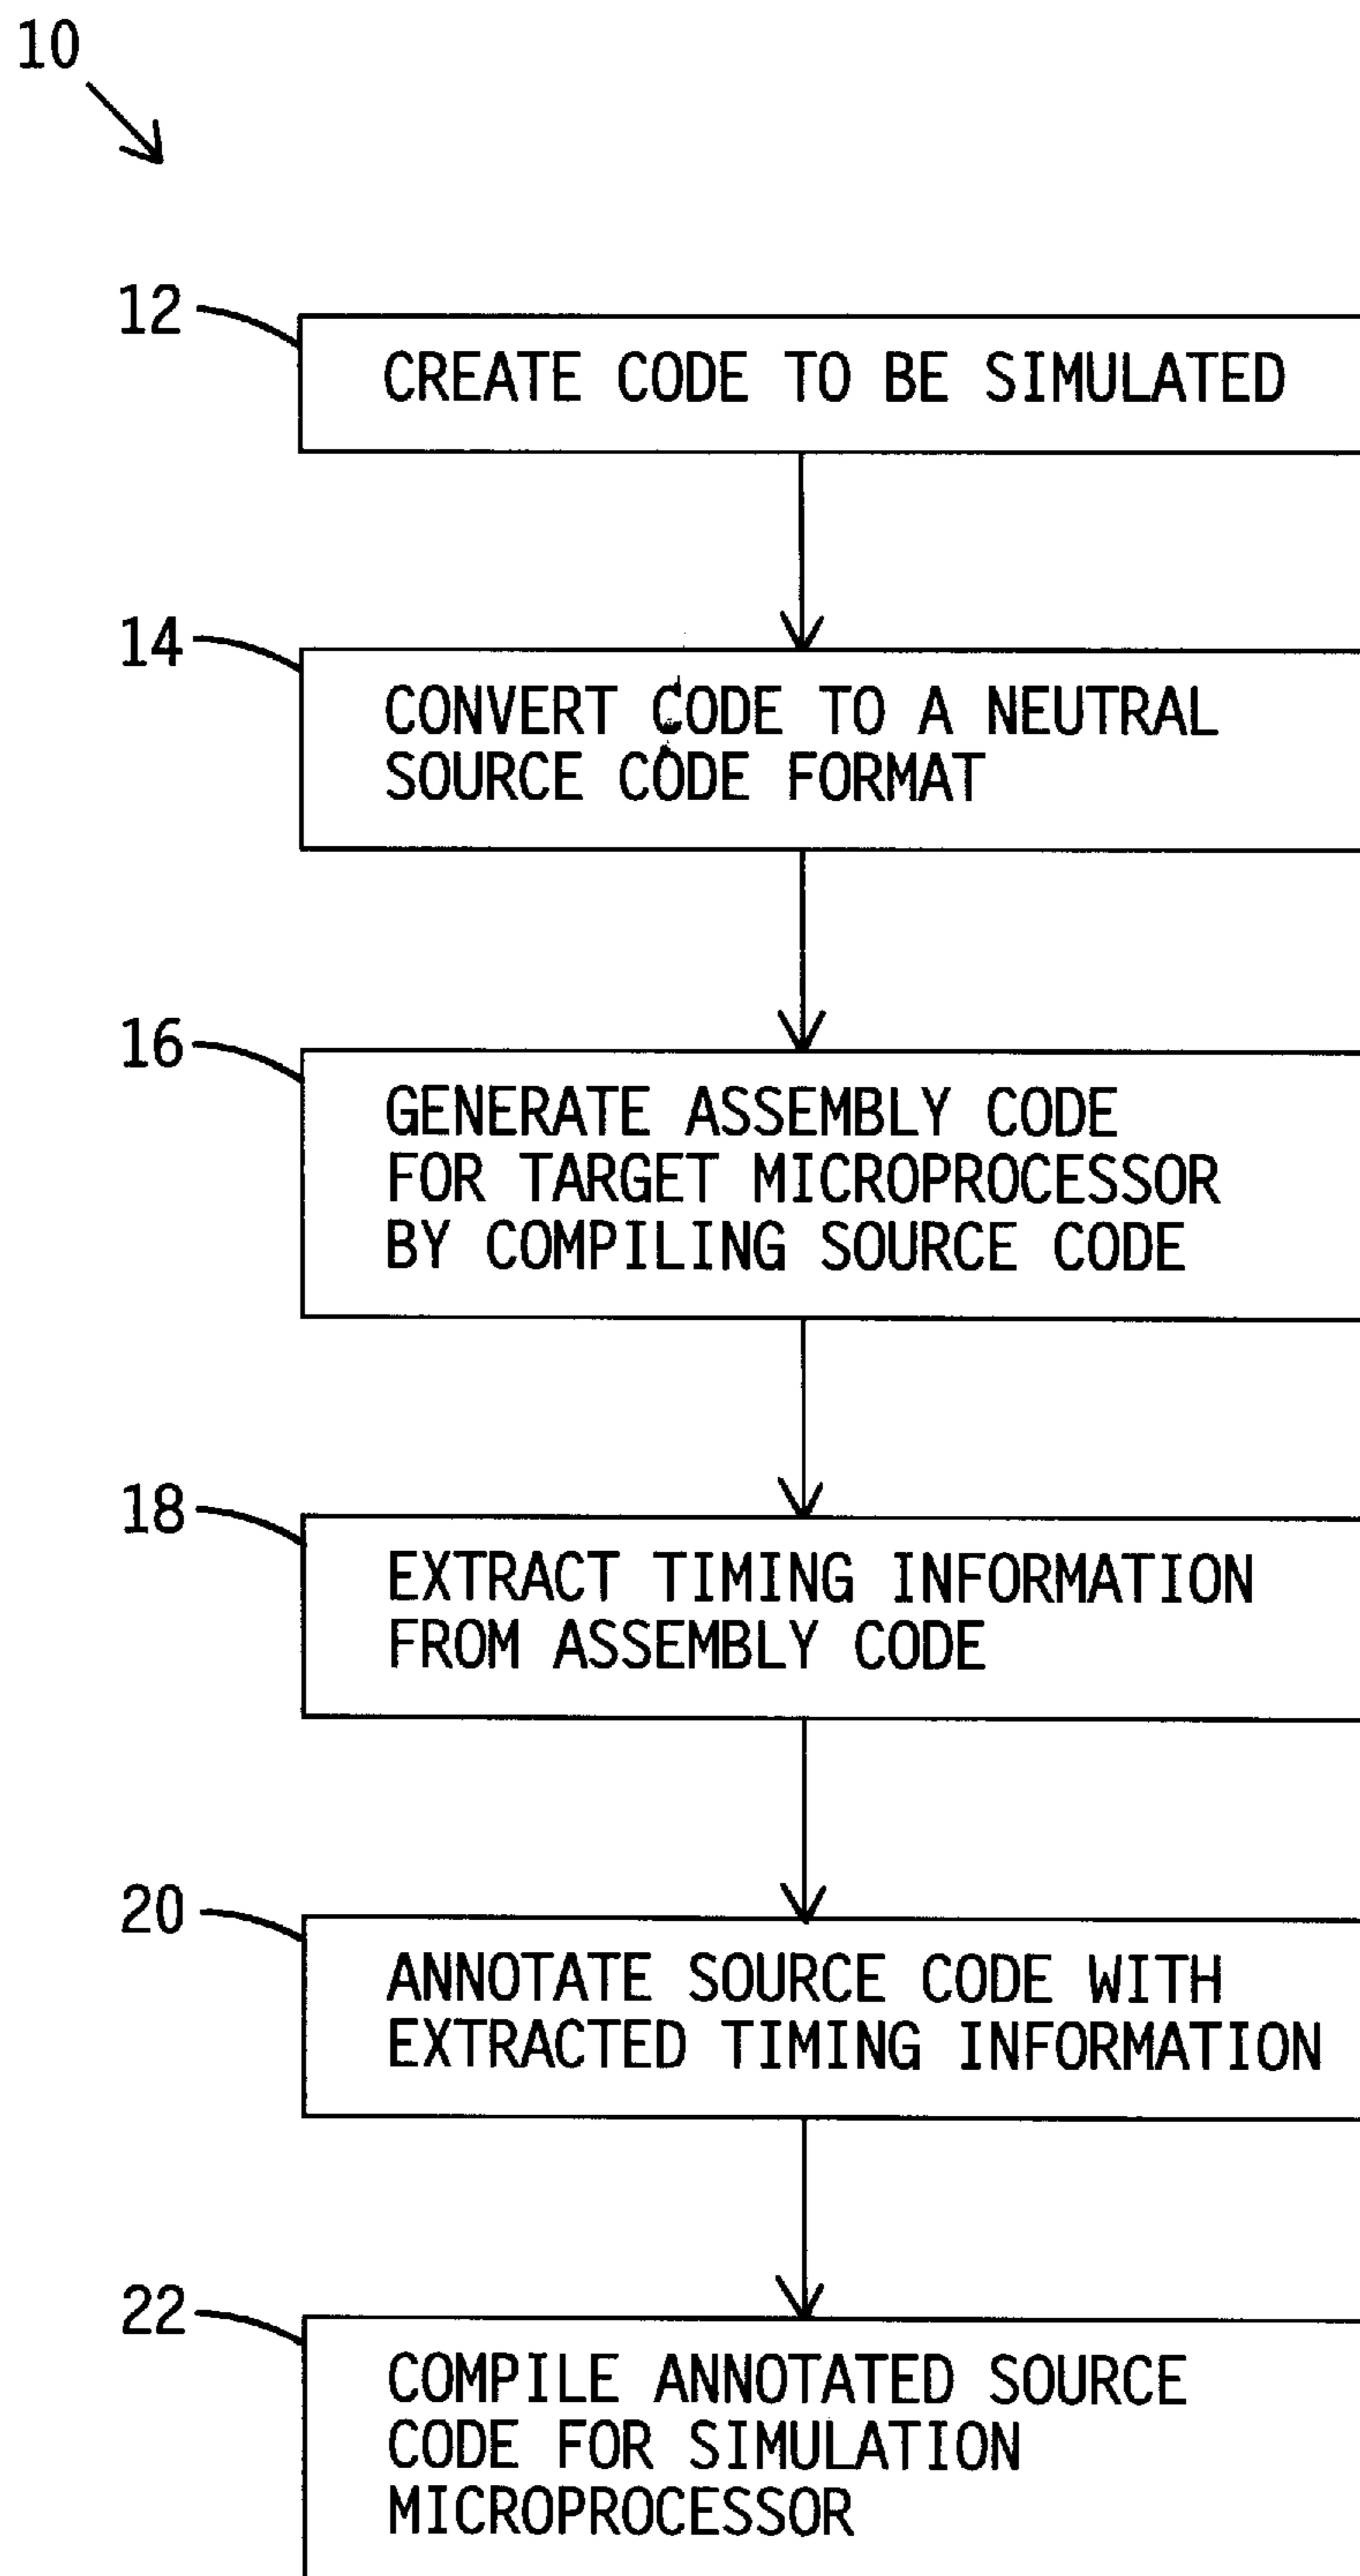 10
12
CREATE CODE TO BE SIMULATED
14
CONVERT CODE TO A NEUTRAL
SOURCE CODE FORMAT
16
GENERATE ASSEMBLY CODE
FOR TARGET MICROPROCESSOR
BY COMPILING SOURCE CODE
18
EXTRACT TIMING INFORMATION
FROM ASSEMBLY CODE
20
ANNOTATE SOURCE CODE WITH
EXTRACTED TIMING INFORMATION
22
COMPILE ANNOTATED SOURCE
CODE FOR SIMULATION
MICROPROCESSOR